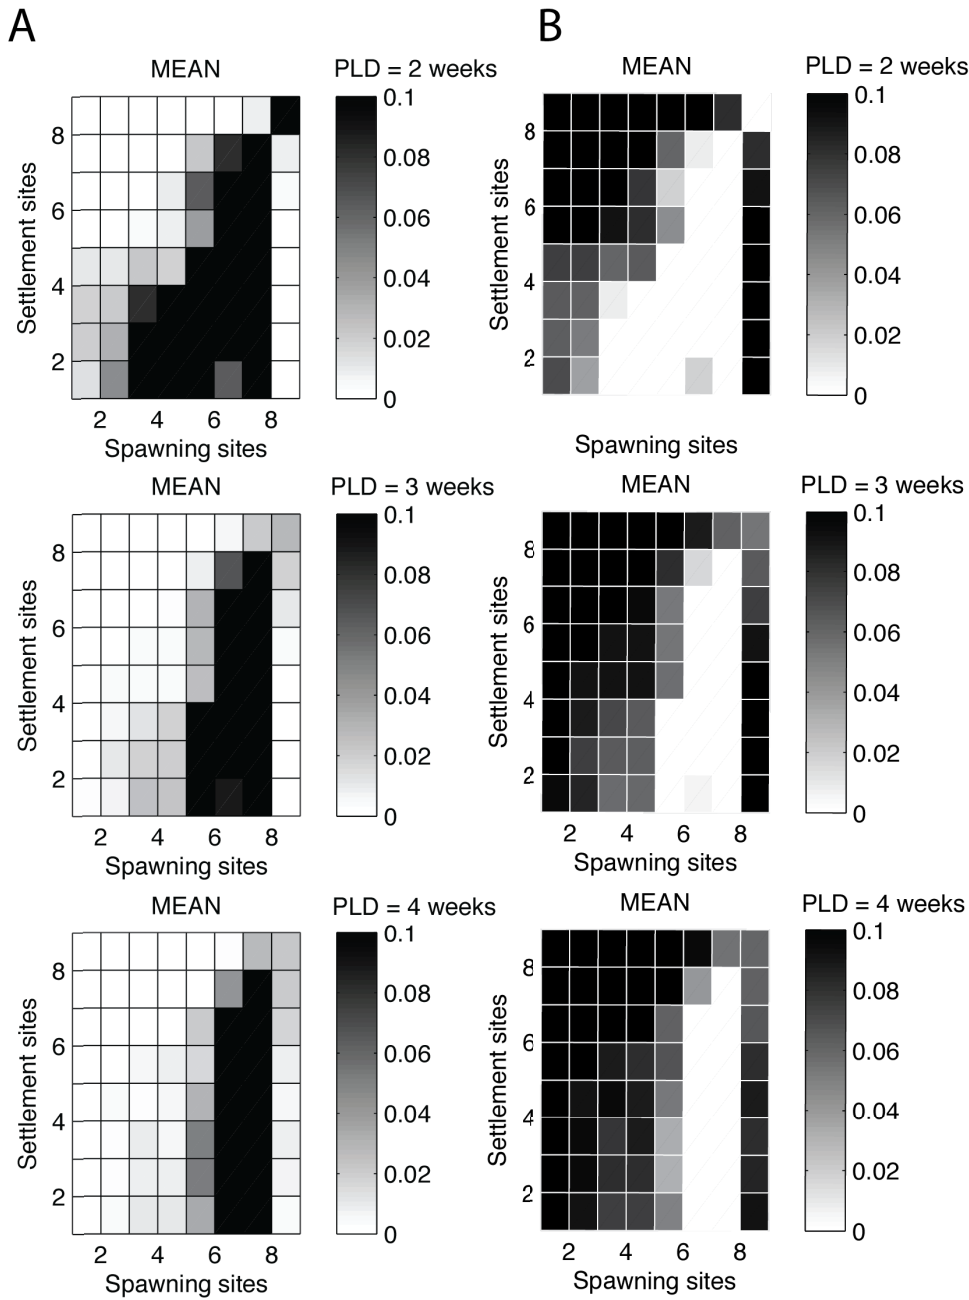 A
B
MEAN
PLD = 2 weeks
MEAN
PLD = 2 weeks
Settlement sites
8
6
4
2
2 4 6 8
Spawning sites
0.1
0.08
0.06
0.04
0.02
0
Settlement sites
8
6
4
2
Spawning sites
0.1
0.08
0.06
0.04
0.02
0
MEAN
PLD = 3 weeks
MEAN
PLD = 3 weeks
Settlement sites
8
6
4
2
2 4 6 8
Spawning sites
0.1
0.08
0.06
0.04
0.02
0
Settlement sites
8
6
4
2
2 4 6 8
Spawning sites
0.1
0.08
0.06
0.04
0.02
0
MEAN
PLD = 4 weeks
MEAN
PLD = 4 weeks
Settlement sites
8
6
4
2
2 4 6 8
Spawning sites
0.1
0.08
0.06
0.04
0.02
0
Settlement sites
8
6
4
2
2 4 6 8
Spawning sites
0.1
0.08
0.06
0.04
0.02
0